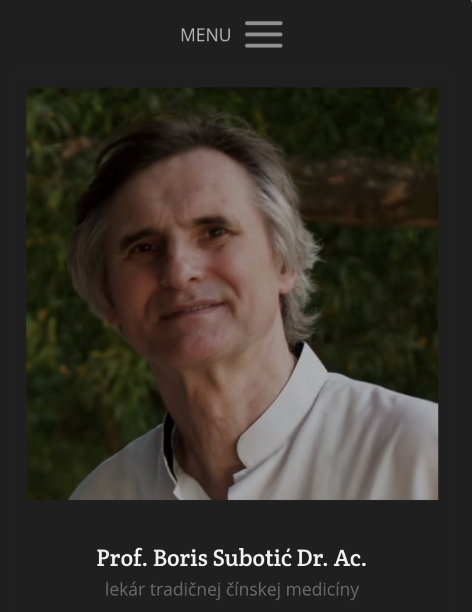 MENU
Prof. Boris Subotić Dr. Ac.
lekár tradičnej čínskej medicíny